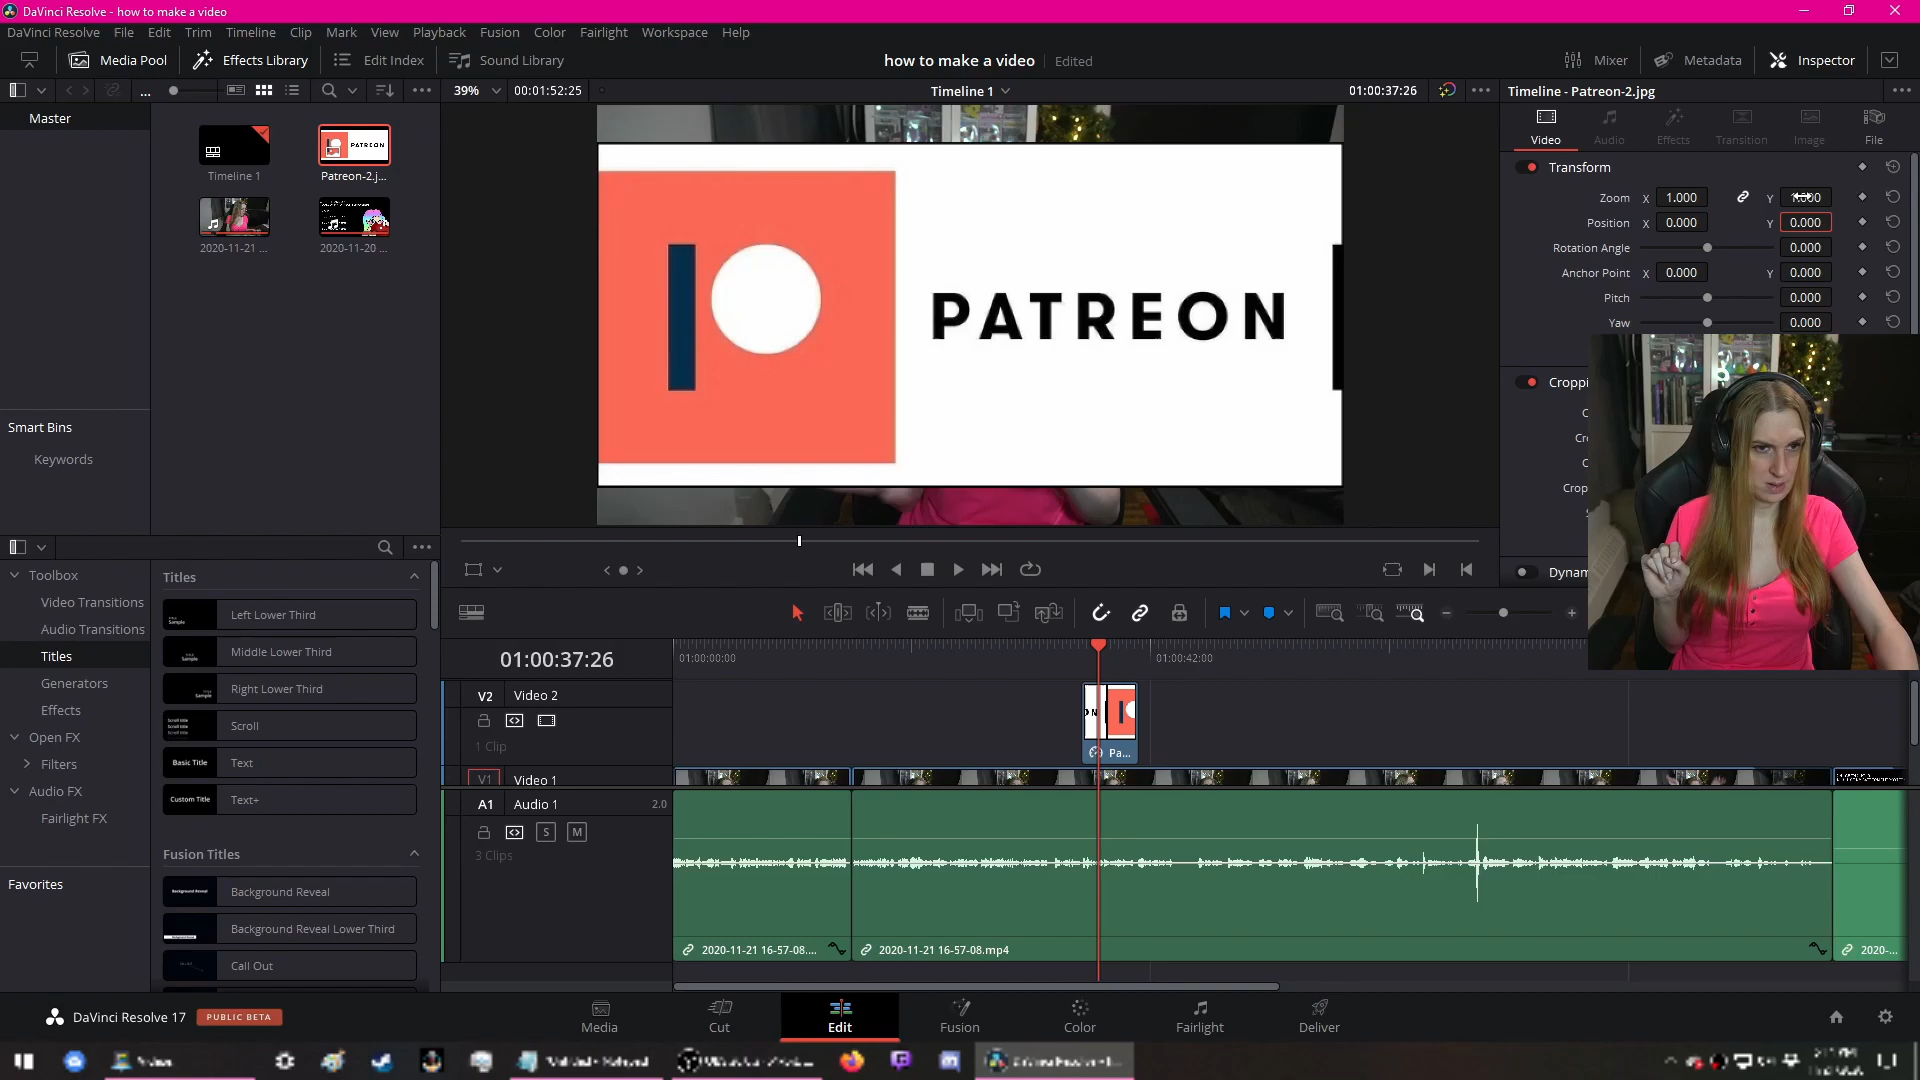 DaVinci Resolve - how to make a video
DaVinci Resolve File Edit Trim Timeline Clip Mark View Playback Fusion Color Fairlight Workspace Help
Media Pool Effects Library Edit Index Sound Library how to make a video Edited Mixer Metadata Inspector
39% 00:01:52:25 Timeline 1 01:00:37:26 Timeline - Patreon-2.jpg
Master
Timeline 1 Patreon-2.j...
2020-11-21 ... 2020-11-20 ...
PATREON
PATREON
Video Audio Effects Transition Image File
Transform
Zoom X 1.000 Y
Position X 0.000 Y 0.000
Rotation Angle 0.000
Anchor Point X 0.000 Y 0.000
Pitch 0.000
Yaw 0.000
Smart Bins
Keywords
Toolbox
Video Transitions
Audio Transitions
Titles
Generators
Effects
Open FX
Filters
Audio FX
Fairlight FX
Favorites
Titles
Left Lower Third
Middle Lower Third
Right Lower Third
Scroll
Basic Title Text
Custom Title Text+
Fusion Titles
Background Reveal Background Reveal
Background Reveal Lower Third
Call Out
01:00:37:26 01:00:00:00 01:00:42:00
V2 Video 2
1 Clip
Pa...
V1 Video 1
A1 Audio 1 2.0
S M
3 Clips
2020-11-21 16-57-08.... 2020-11-21 16-57-08.mp4 2020-...
DaVinci Resolve 17 PUBLIC BETA
Media Cut Edit Fusion Color Fairlight Deliver